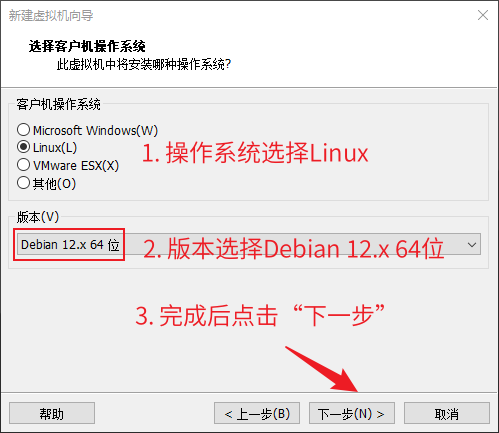 新建虚拟机向导
选择客户机操作系统
此虚拟机中将安装哪种操作系统?
客户机操作系统
Microsoft Windows(W)
Linux(L)
VMware ESX(X)
其他(O)
1. 操作系统选择Linux
版本(V)
Debian 12.x 64 位
2. 版本选择Debian 12.x 64位
3. 完成后点击“下一步”
帮助
< 上一步(B)
下一步(N) >
取消